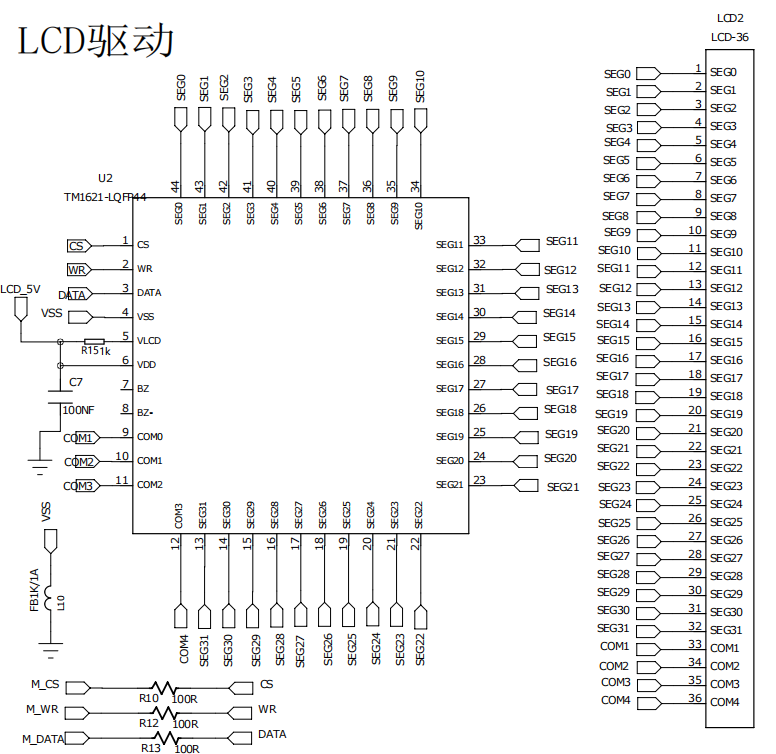 LCD驱动
LCD2
LCD-36
SEG0 SEG1 SEG2 SEG3 SEG4 SEG5 SEG6 SEG7 SEG8 SEG9 SEG10
U2
TM1621-LQFP44
44 43 42 41 40 39 38 37 36 35 34
SEG0 SEG1 SEG2 SEG3 SEG4 SEG5 SEG6 SEG7 SEG8 SEG9 SEG10
CS 1 CS
WR 2 WR
DATA 3 DATA
VSS 4 VSS
LCD_5V
R15 1k 5 VLCD
6 VDD
7 BZ
8 BZ-
C7
100NF
COM1 9 COM0
COM2 10 COM1
COM3 11 COM2
SEG11 33 SEG11
SEG12 32 SEG12
SEG13 31 SEG13
SEG14 30 SEG14
SEG15 29 SEG15
SEG16 28 SEG16
SEG17 27 SEG17
SEG18 26 SEG18
SEG19 25 SEG19
SEG20 24 SEG20
SEG21 23 SEG21
COM3 SEG31 SEG30 SEG29 SEG28 SEG27 SEG26 SEG25 SEG24 SEG23 SEG22
12 13 14 15 16 17 18 19 20 21 22
COM4 SEG31 SEG30 SEG29 SEG28 SEG27 SEG26 SEG25 SEG24 SEG23 SEG22
VSS
FB1K/1A
L10
M_CS R10 100R CS
M_WR R12 100R WR
M_DATA R13 100R DATA
SEG0 1 SEG0
SEG1 2 SEG1
SEG2 3 SEG2
SEG3 4 SEG3
SEG4 5 SEG4
SEG5 6 SEG5
SEG6 7 SEG6
SEG7 8 SEG7
SEG8 9 SEG8
SEG9 10 SEG9
SEG10 11 SEG10
SEG11 12 SEG11
SEG12 13 SEG12
SEG13 14 SEG13
SEG14 15 SEG14
SEG15 16 SEG15
SEG16 17 SEG16
SEG17 18 SEG17
SEG18 19 SEG18
SEG19 20 SEG19
SEG20 21 SEG20
SEG21 22 SEG21
SEG22 23 SEG22
SEG23 24 SEG23
SEG24 25 SEG24
SEG25 26 SEG25
SEG26 27 SEG26
SEG27 28 SEG27
SEG28 29 SEG28
SEG29 30 SEG29
SEG30 31 SEG30
SEG31 32 SEG31
COM1 33 COM1
COM2 34 COM2
COM3 35 COM3
COM4 36 COM4